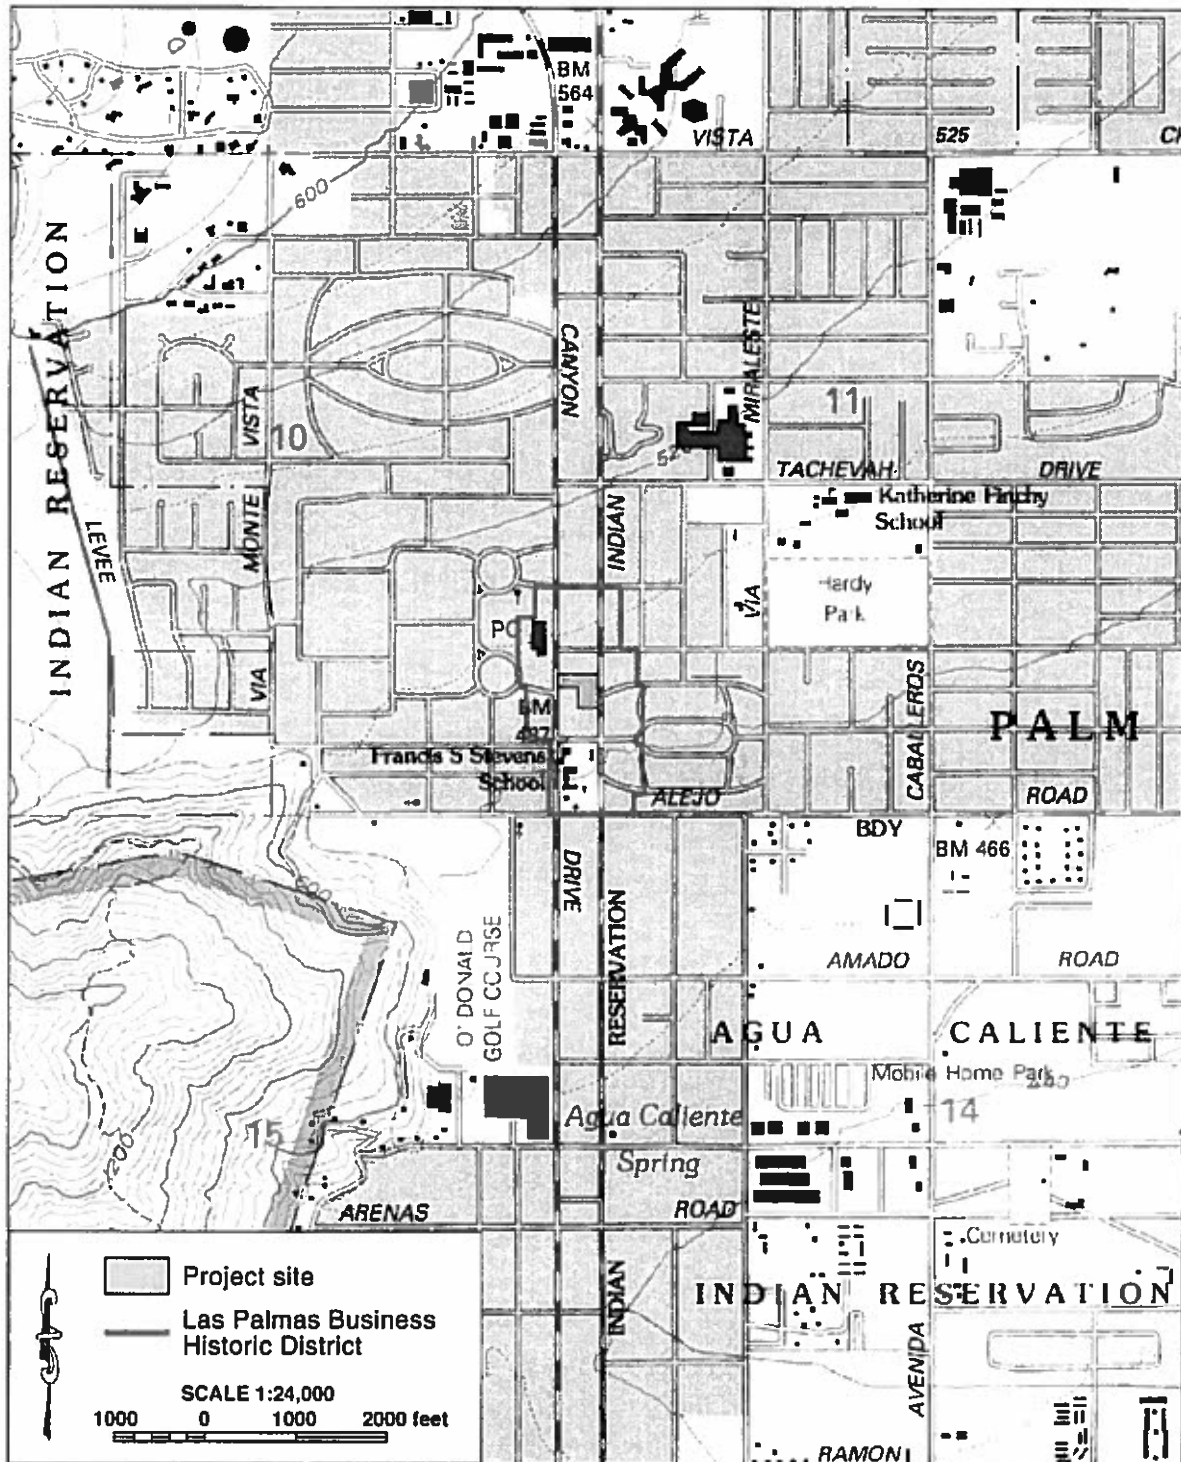 BM
564
VISTA
525
600
INDIAN RESERVATION
CANYON
MIRALESTE
VISTA
10
11
TACHEVAH
DRIVE
Katherine Finchy
School
LEVEE
MONTE
INDIAN
VIA
Hardy
Park
VIA
CABALLEROS
PALM
BM
Francis S Stevens
School
ALEJO
ROAD
BDY
BM 466
DRIVE
O' DONALD
GOLF COURSE
RESERVATION
AMADO
ROAD
AGUA CALIENTE
Mobile Home Park
14
Agua Caliente
Spring
15
ARENAS
ROAD
Cemetery
INDIAN
INDIAN RESERVATION
AVENIDA
RAMON
Project site
Las Palmas Business
Historic District
SCALE 1:24,000
1000 0 1000 2000 feet